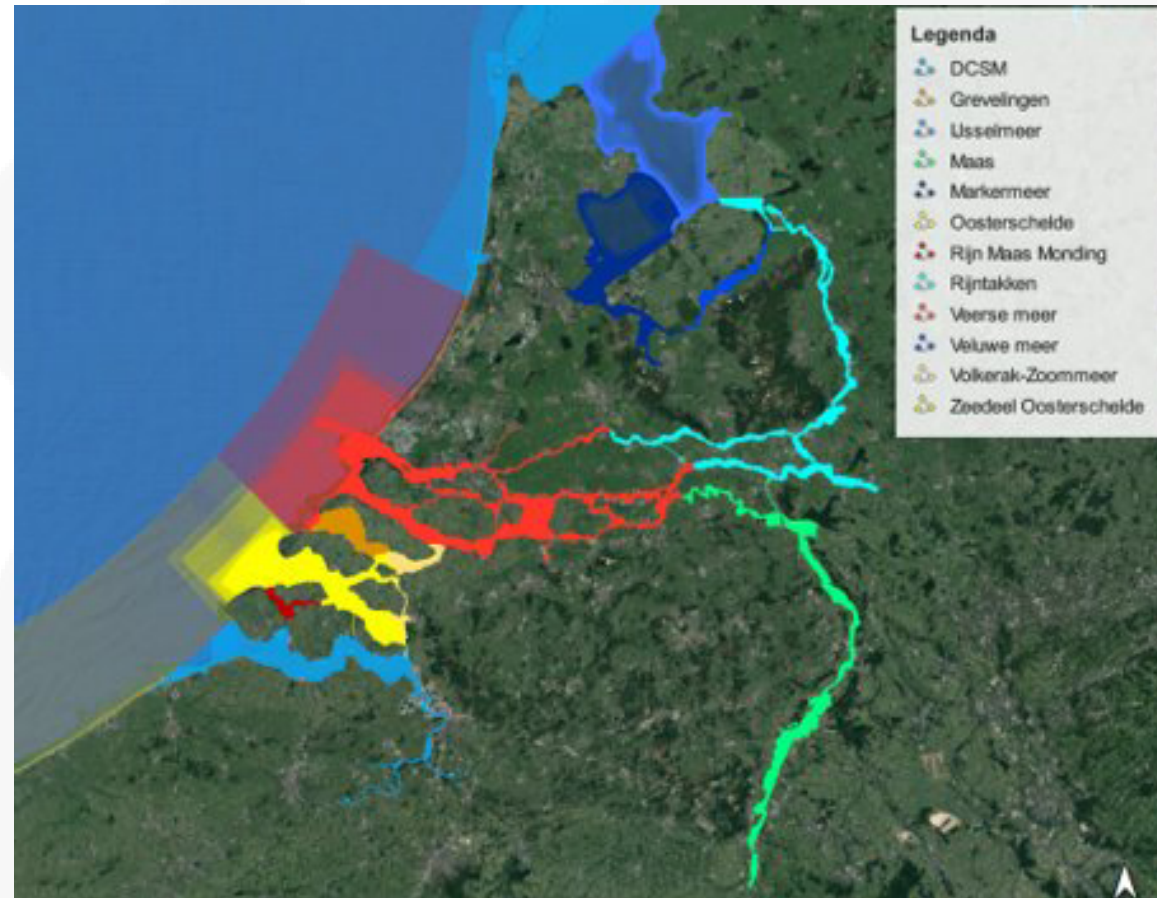 Legenda
DCSM
Grevelingen
IJsselmeer
Maas
Markermeer
Oosterschelde
Rijn Maas Monding
Rijntakken
Veerse meer
Veluwe meer
Volkerak-Zoommeer
Zeedeel Oosterschelde